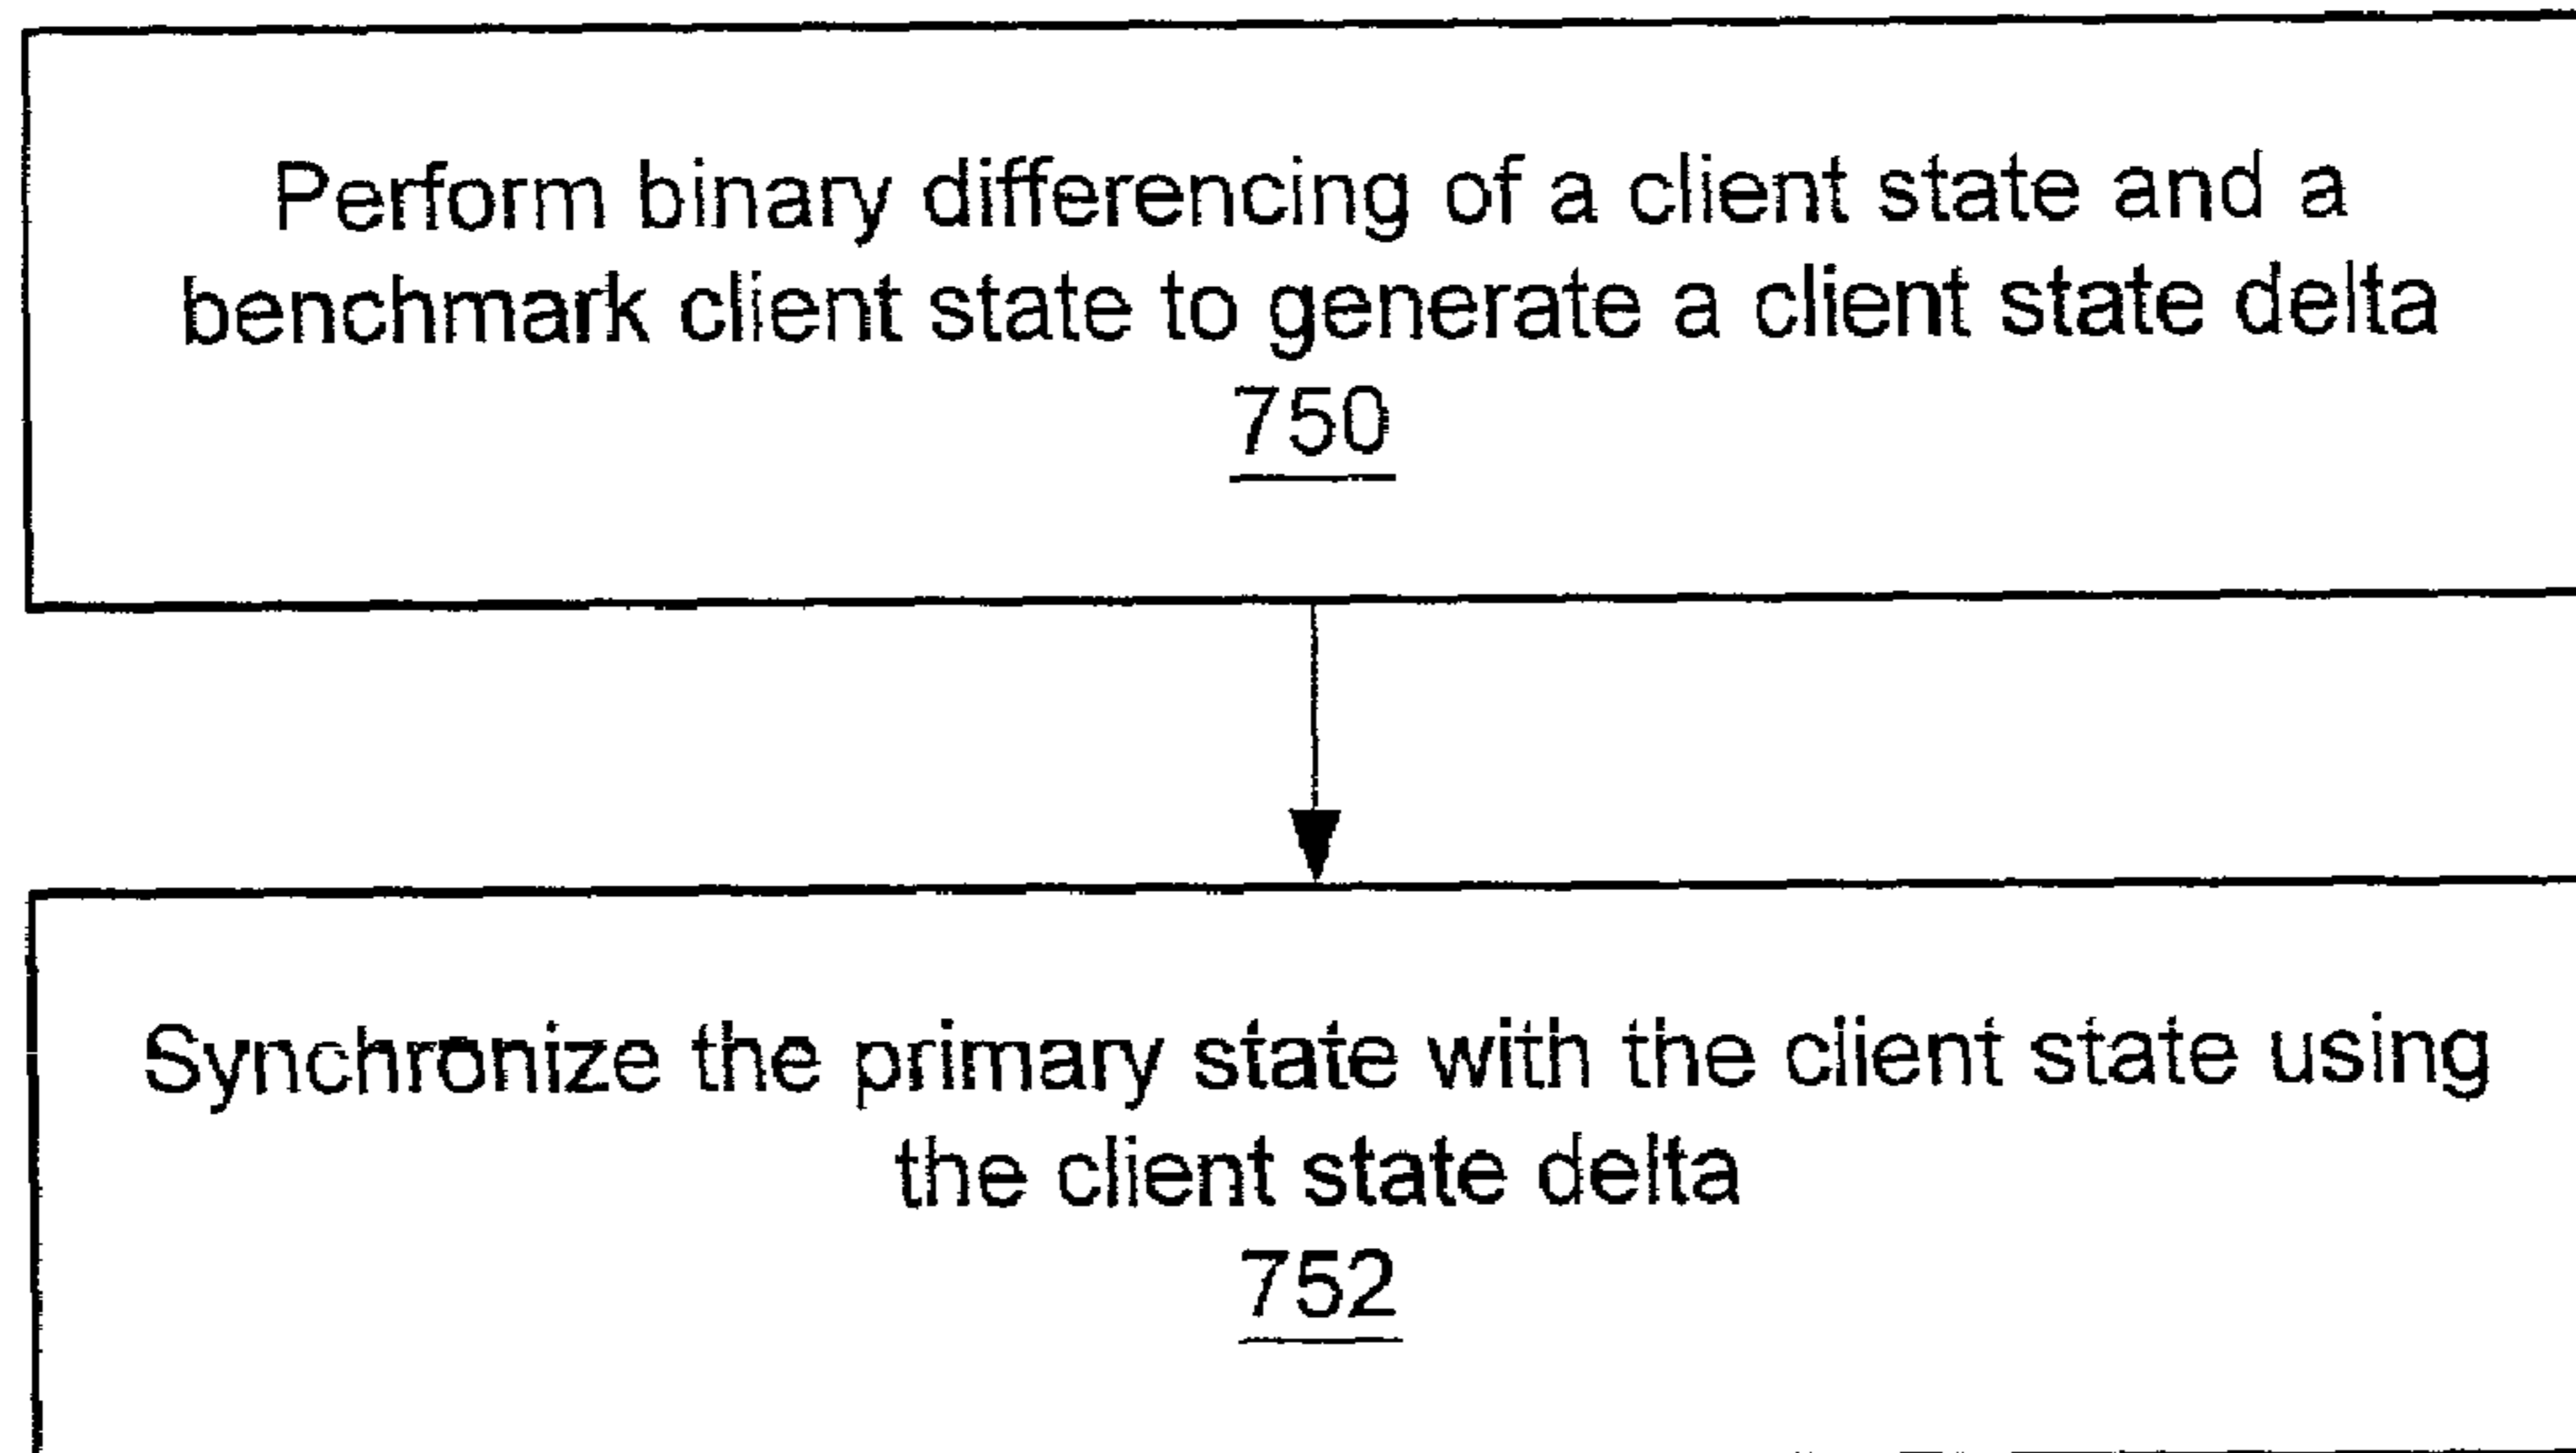 Perform binary differencing of a client state and a
benchmark client state to generate a client state delta
750
Synchronize the primary state with the client state using
the client state delta
752